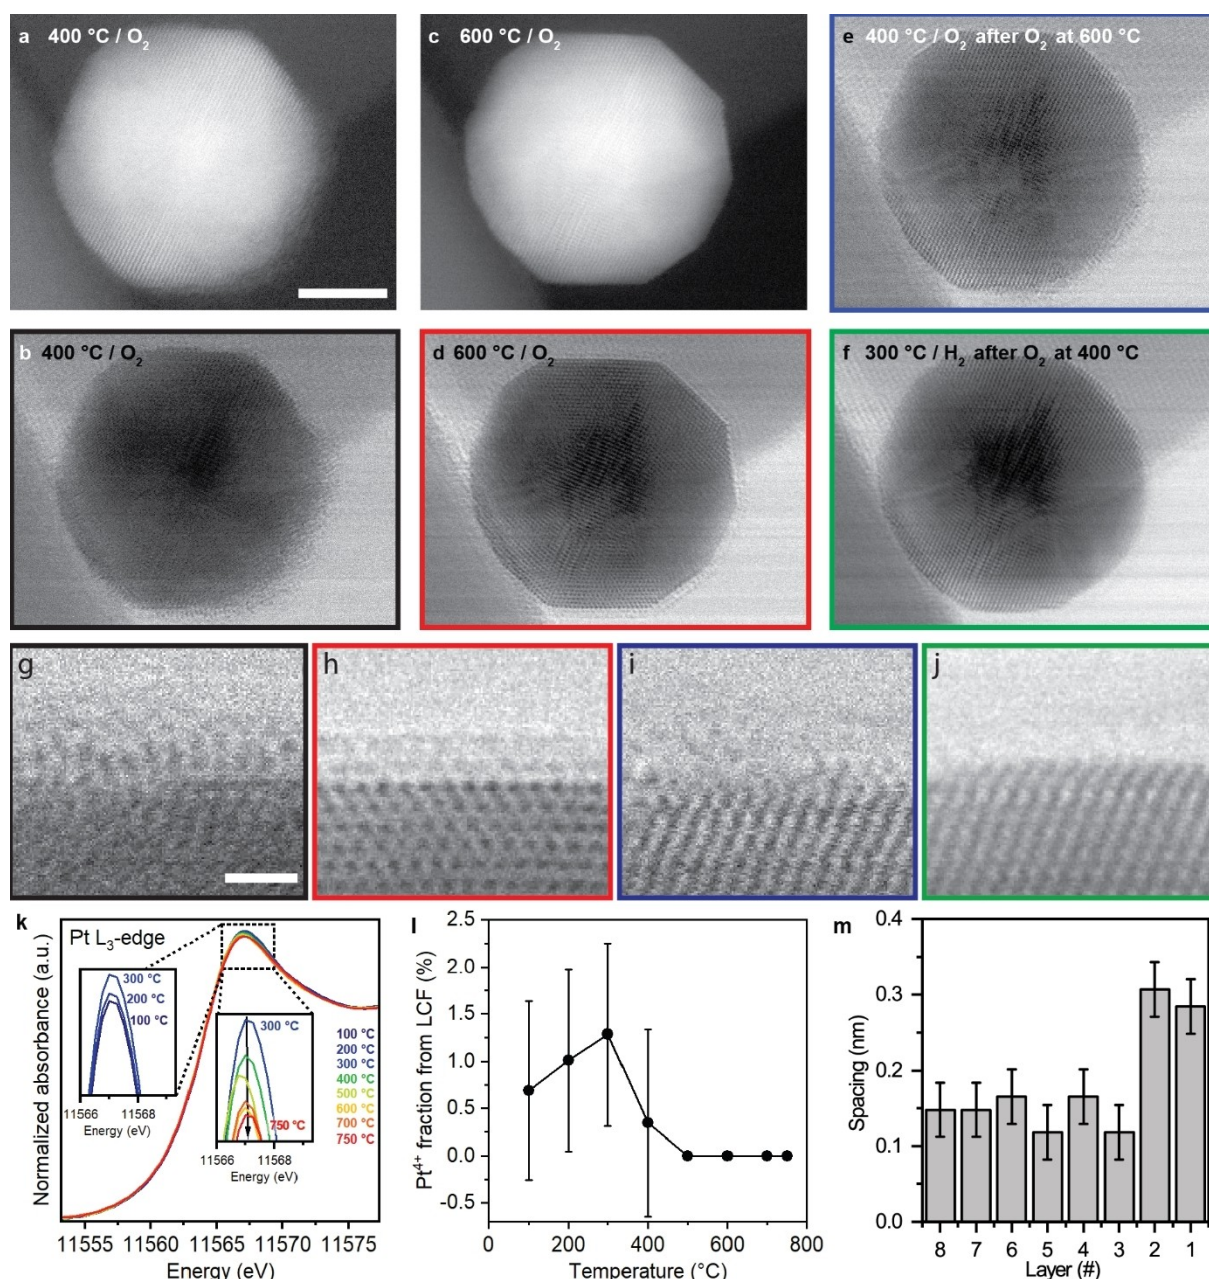 a 400 °C / O₂
c 600 °C / O₂
e 400 °C / O₂ after O₂ at 600 °C
b 400 °C / O₂
d 600 °C / O₂
f 300 °C / H₂ after O₂ at 400 °C
g
h
i
j
k
Pt L₃-edge
300 °C
200 °C
100 °C
11566 11568
Energy (eV)
300 °C
750 °C
11566 11568
Energy (eV)
100 °C
200 °C
300 °C
400 °C
500 °C
600 °C
700 °C
750 °C
Normalized absorbance (a.u.)
11555 11560 11565 11570 11575
Energy (eV)
l
Pt⁴⁺ fraction from LCF (%)
2.5
2.0
1.5
1.0
0.5
0.0
-0.5
0 200 400 600 800
Temperature (°C)
m
Spacing (nm)
0.4
0.3
0.2
0.1
0.0
8 7 6 5 4 3 2 1
Layer (#)